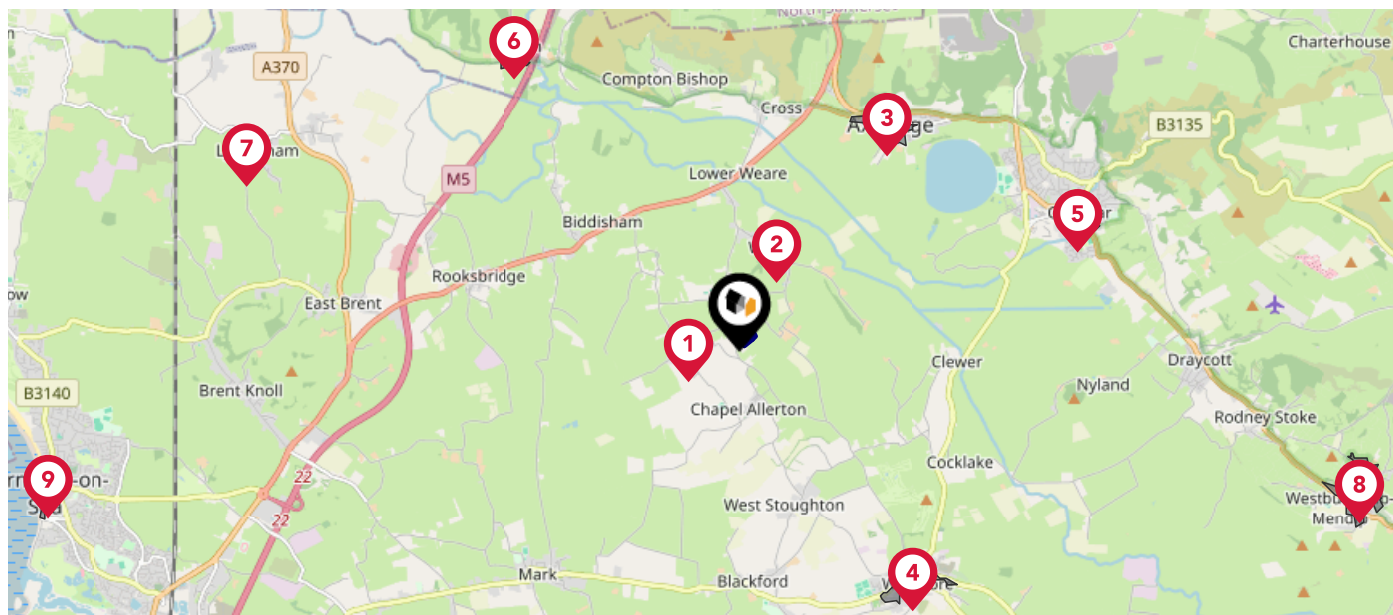 North Somerset
6
A370
Compton Bishop
Charterhouse
Cross
3
B3135
7
M5
Lower Weare
Biddisham
2
5
Rooksbridge
East Brent
1
Clewer
Draycott
Nyland
B3140
Brent Knoll
Chapel Allerton
Rodney Stoke
22
Cocklake
9
8
West Stoughton
22
Mark
Blackford
4